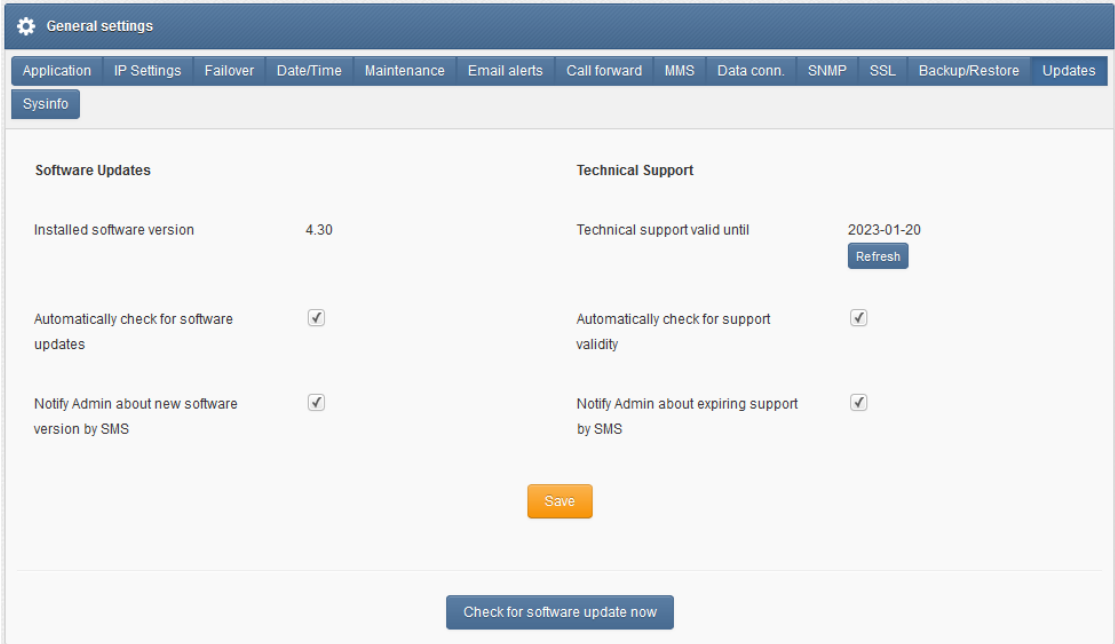 General settings
Application IP Settings Failover Date/Time Maintenance Email alerts Call forward MMS Data conn. SNMP SSL Backup/Restore Updates
Sysinfo
Software Updates
Technical Support
Installed software version 4.30
Technical support valid until 2023-01-20
Refresh
Automatically check for software
updates
Automatically check for support
validity
Notify Admin about new software
version by SMS
Notify Admin about expiring support
by SMS
Save
Check for software update now